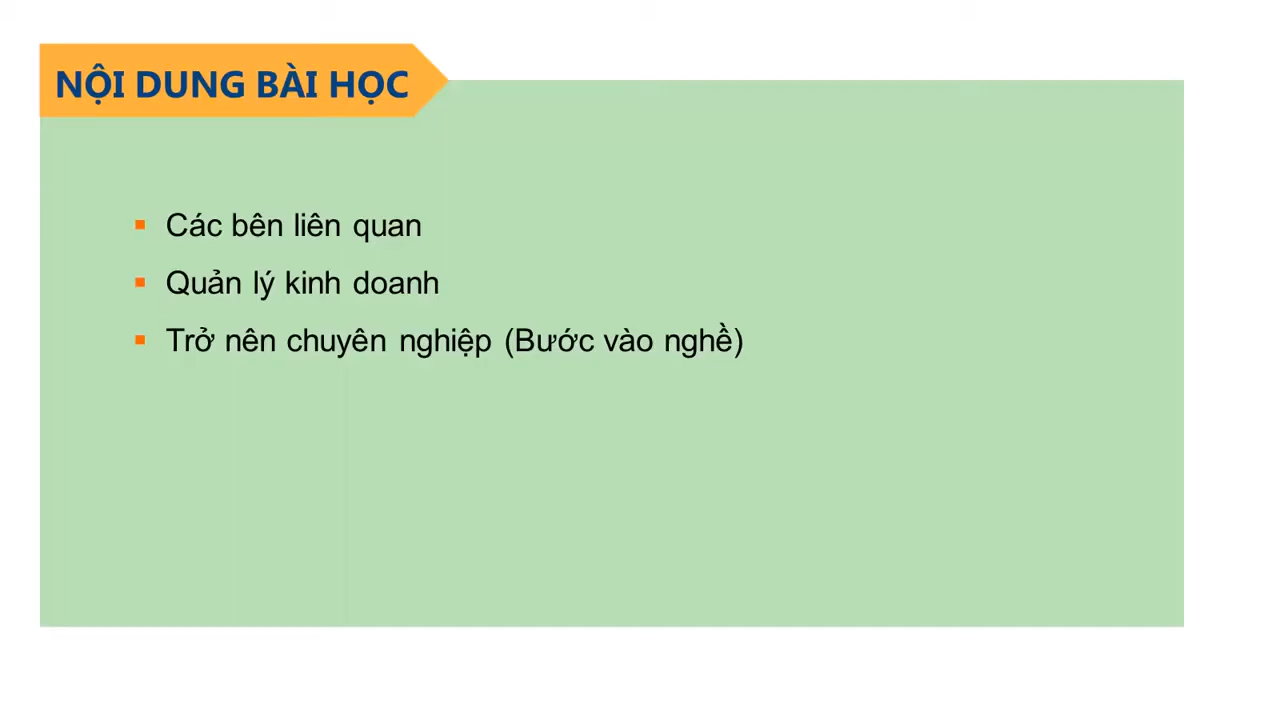 NỘI DUNG BÀI HỌC
▪ Các bên liên quan
▪ Quản lý kinh doanh
▪ Trở nên chuyên nghiệp (Bước vào nghề)